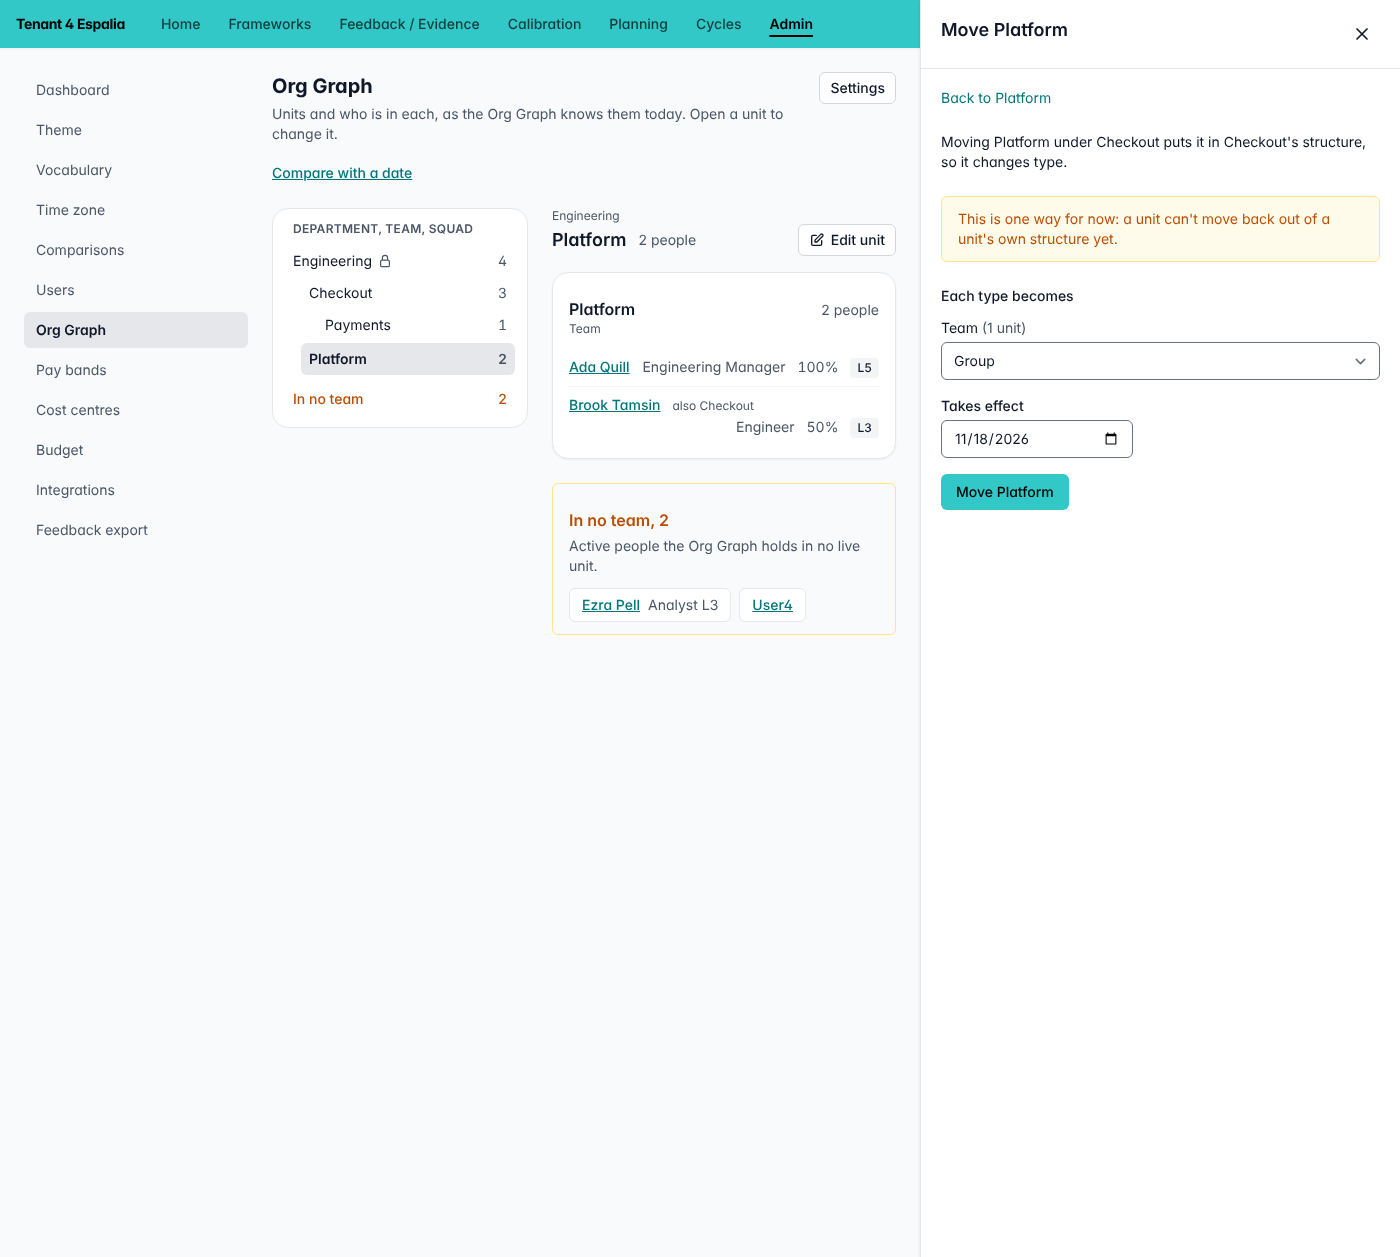 Tenant 4 Espalia
Home
Frameworks
Feedback / Evidence
Calibration
Planning
Cycles
Admin
Dashboard
Theme
Vocabulary
Time zone
Comparisons
Users
Org Graph
Pay bands
Cost centres
Budget
Integrations
Feedback export
Org Graph
Settings
Units and who is in each, as the Org Graph knows them today. Open a unit to
change it.
Compare with a date
DEPARTMENT, TEAM, SQUAD
Engineering 4
Checkout 3
Payments 1
Platform 2
In no team 2
Engineering
Platform 2 people
Edit unit
Platform 2 people
Team
Ada Quill Engineering Manager 100% L5
Brook Tamsin also Checkout
Engineer 50% L3
In no team, 2
Active people the Org Graph holds in no live
unit.
Ezra Pell Analyst L3
User4
Move Platform
Back to Platform
Moving Platform under Checkout puts it in Checkout's structure,
so it changes type.
This is one way for now: a unit can't move back out of a
unit's own structure yet.
Each type becomes
Team (1 unit)
Group
Takes effect
11/18/2026
Move Platform